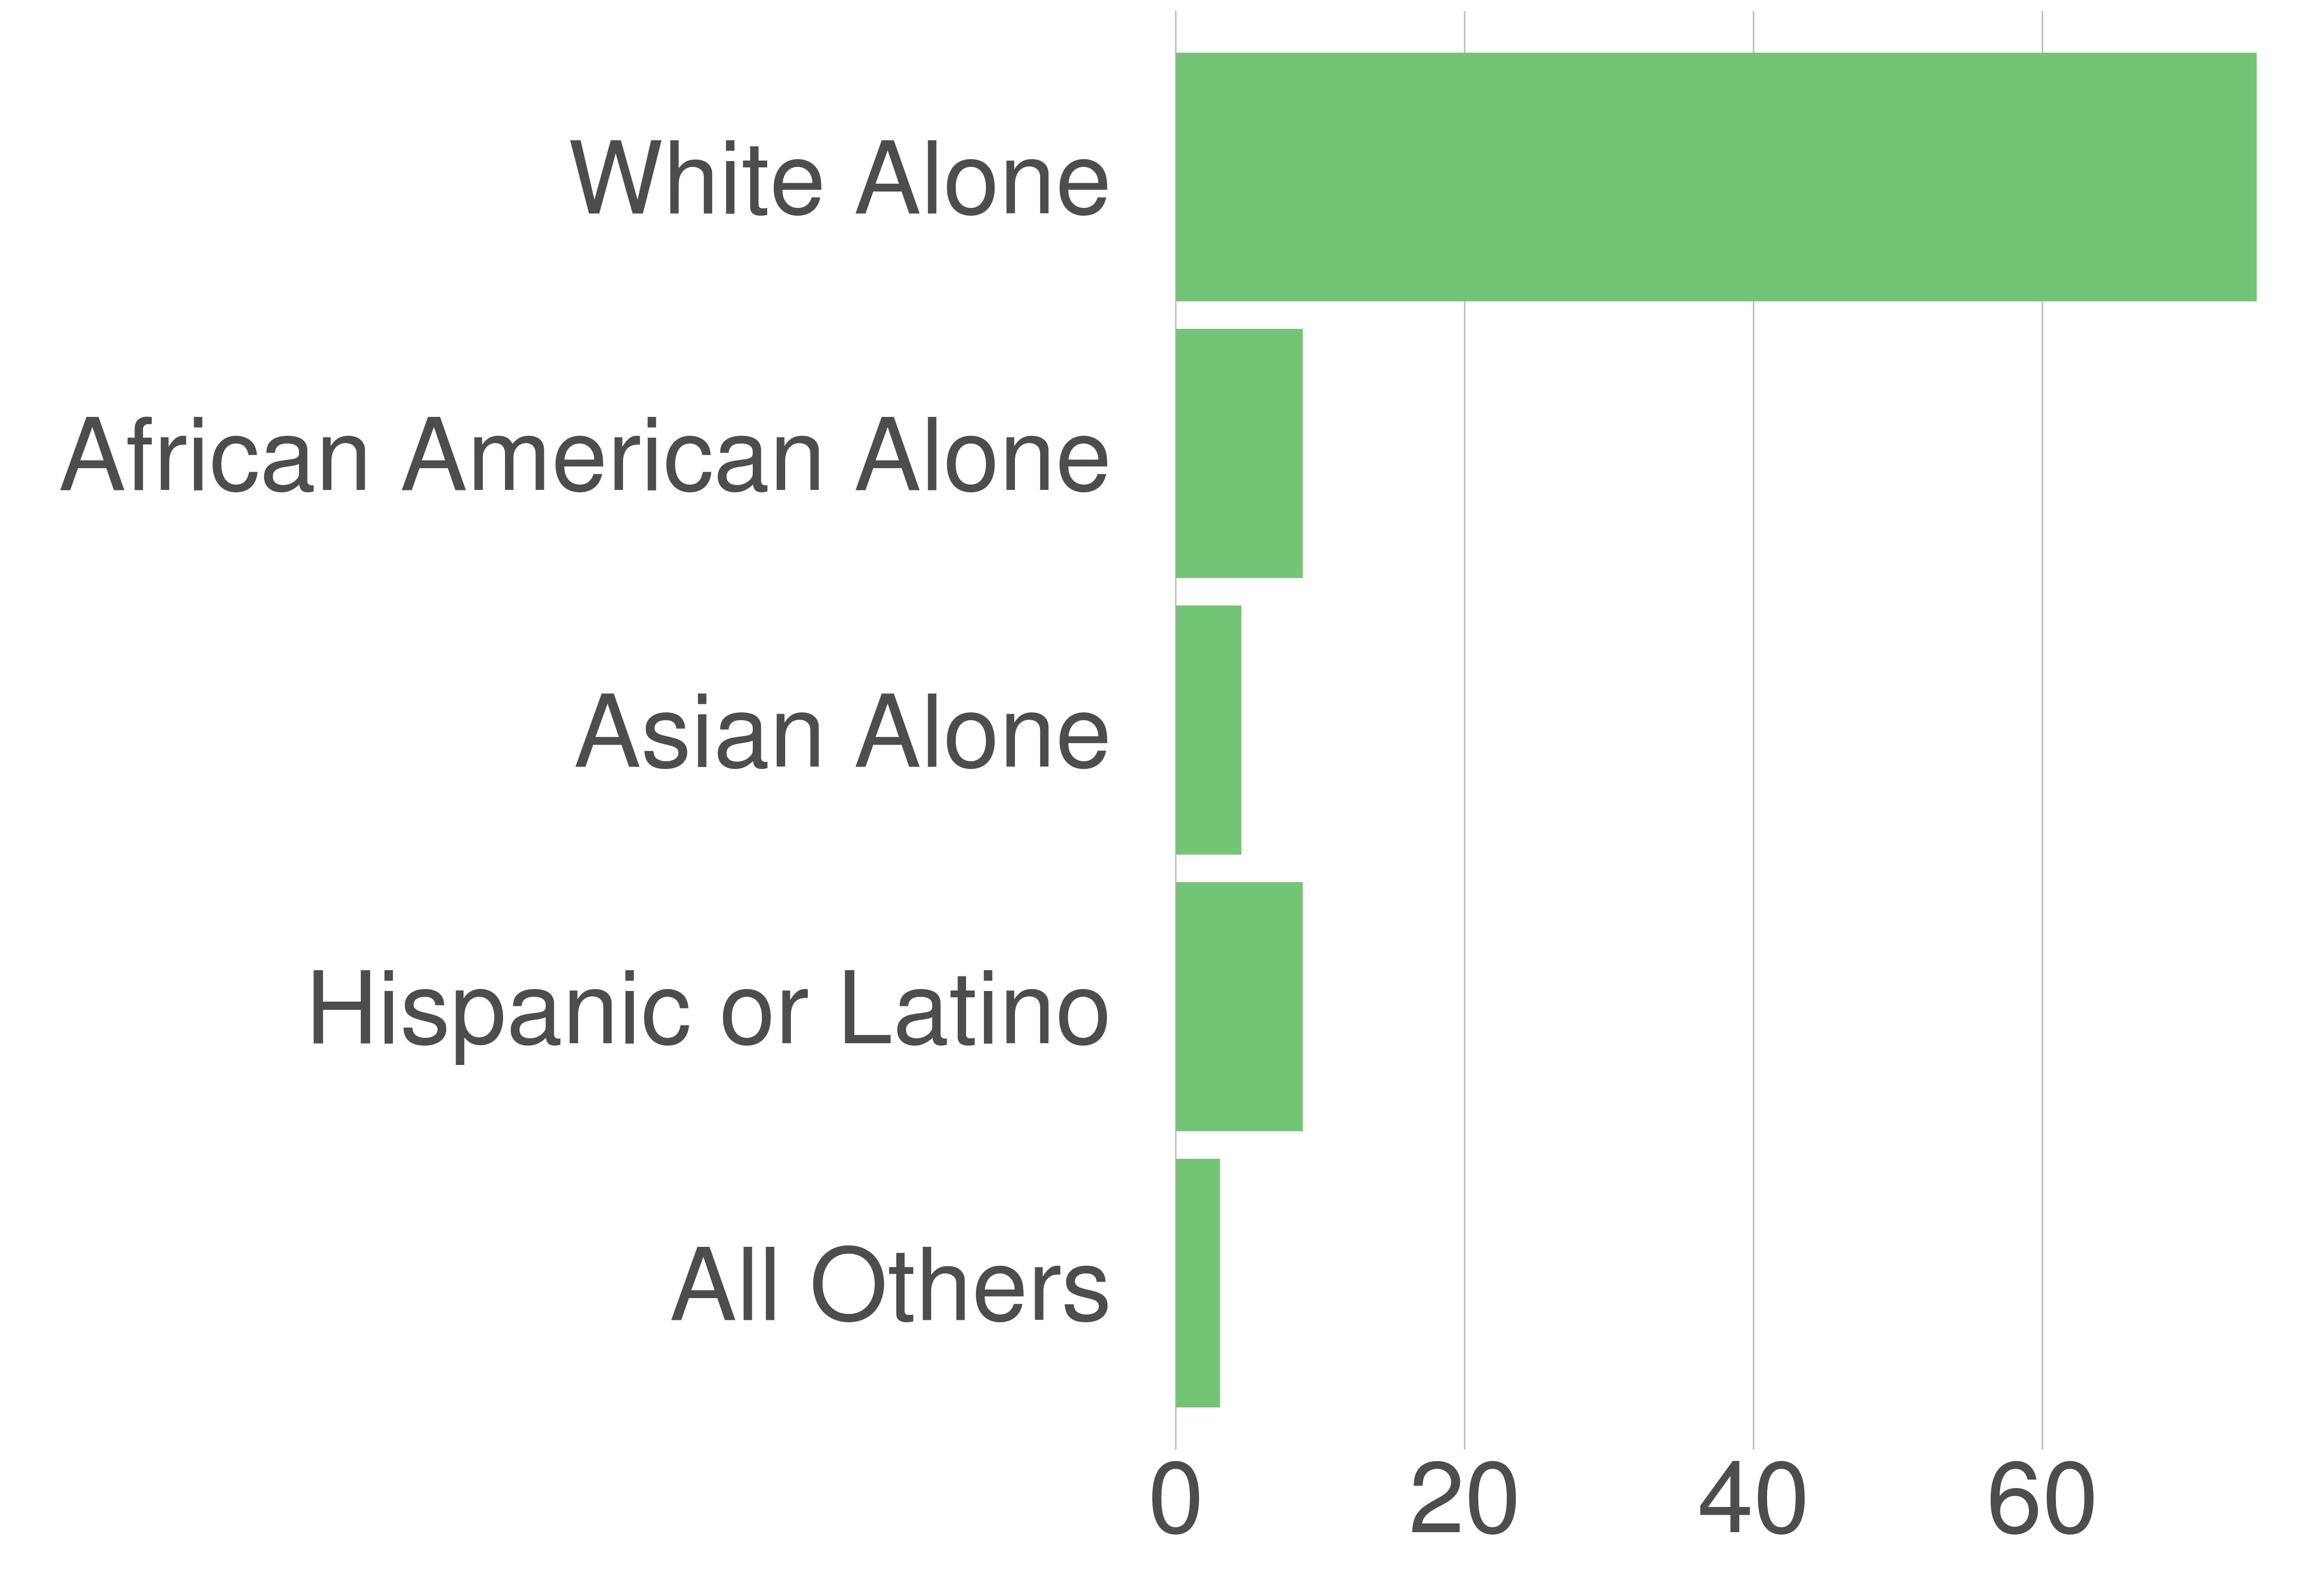 White Alone
African American Alone
Asian Alone
Hispanic or Latino
All Others
0 20 40 60